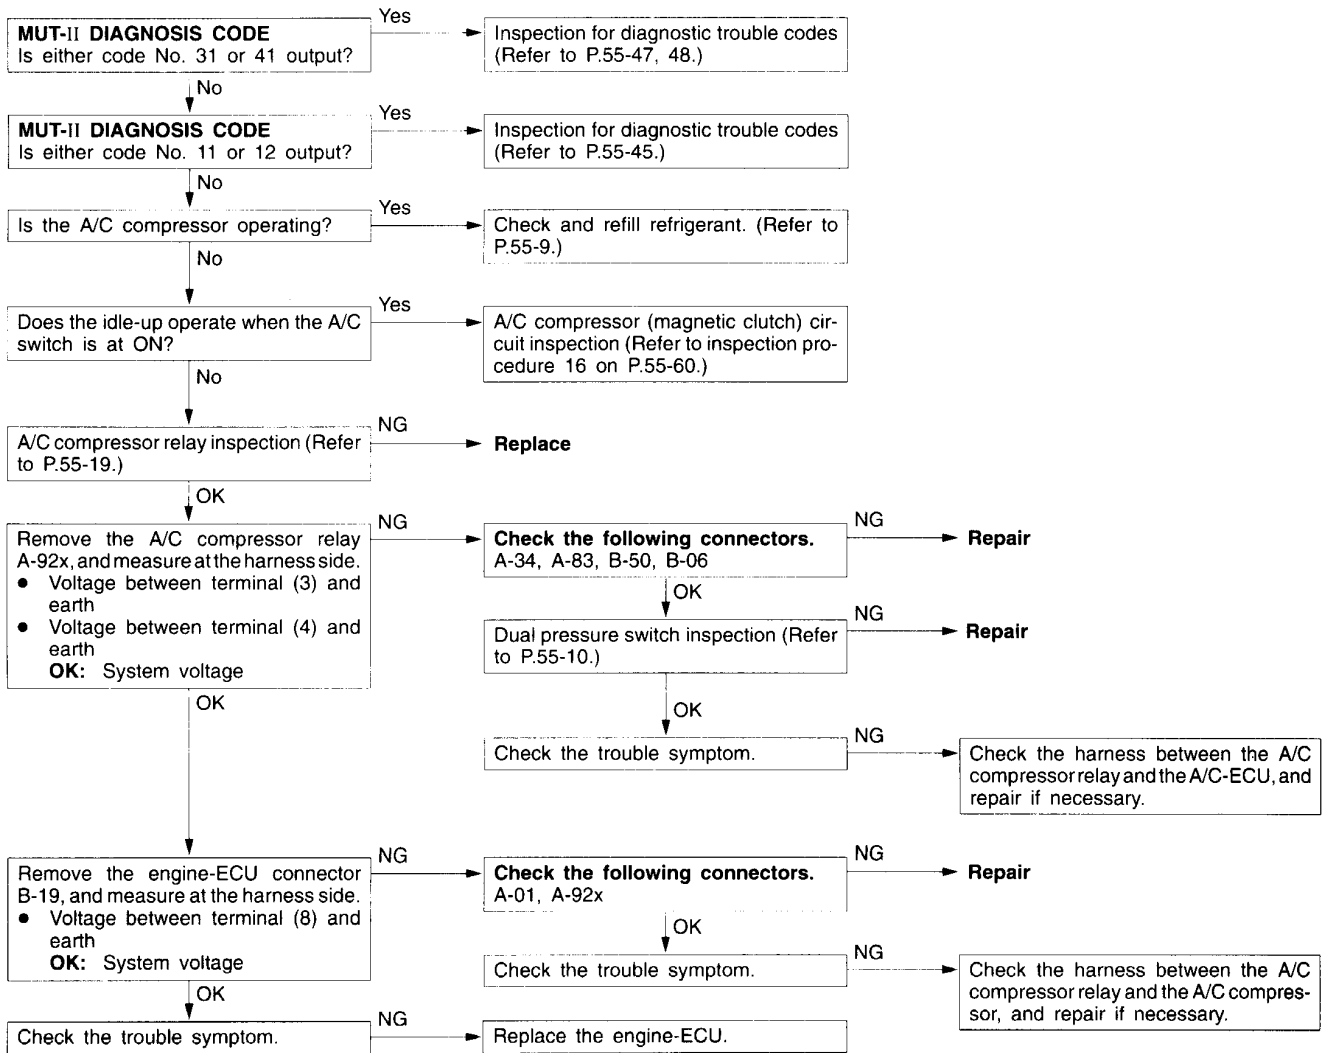 MUT-II DIAGNOSIS CODE
Is either code No. 31 or 41 output?
Yes
Inspection for diagnostic trouble codes
(Refer to P.55-47, 48.)
No
MUT-II DIAGNOSIS CODE
Is either code No. 11 or 12 output?
Yes
Inspection for diagnostic trouble codes
(Refer to P.55-45.)
No
Is the A/C compressor operating?
Yes
Check and refill refrigerant. (Refer to
P.55-9.)
No
Does the idle-up operate when the A/C
switch is at ON?
Yes
A/C compressor (magnetic clutch) cir-
cuit inspection (Refer to inspection pro-
cedure 16 on P.55-60.)
No
A/C compressor relay inspection (Refer
to P.55-19.)
NG
Replace
OK
Remove the A/C compressor relay
A-92x, and measure at the harness side.
● Voltage between terminal (3) and
earth
● Voltage between terminal (4) and
earth
OK: System voltage
NG
Check the following connectors.
A-34, A-83, B-50, B-06
NG
Repair
OK
Dual pressure switch inspection (Refer
to P.55-10.)
NG
Repair
OK
Check the trouble symptom.
NG
Check the harness between the A/C
compressor relay and the A/C-ECU, and
repair if necessary.
OK
Remove the engine-ECU connector
B-19, and measure at the harness side.
● Voltage between terminal (8) and
earth
OK: System voltage
NG
Check the following connectors.
A-01, A-92x
NG
Repair
OK
Check the trouble symptom.
NG
Check the harness between the A/C
compressor relay and the A/C compres-
sor, and repair if necessary.
OK
Check the trouble symptom.
NG
Replace the engine-ECU.